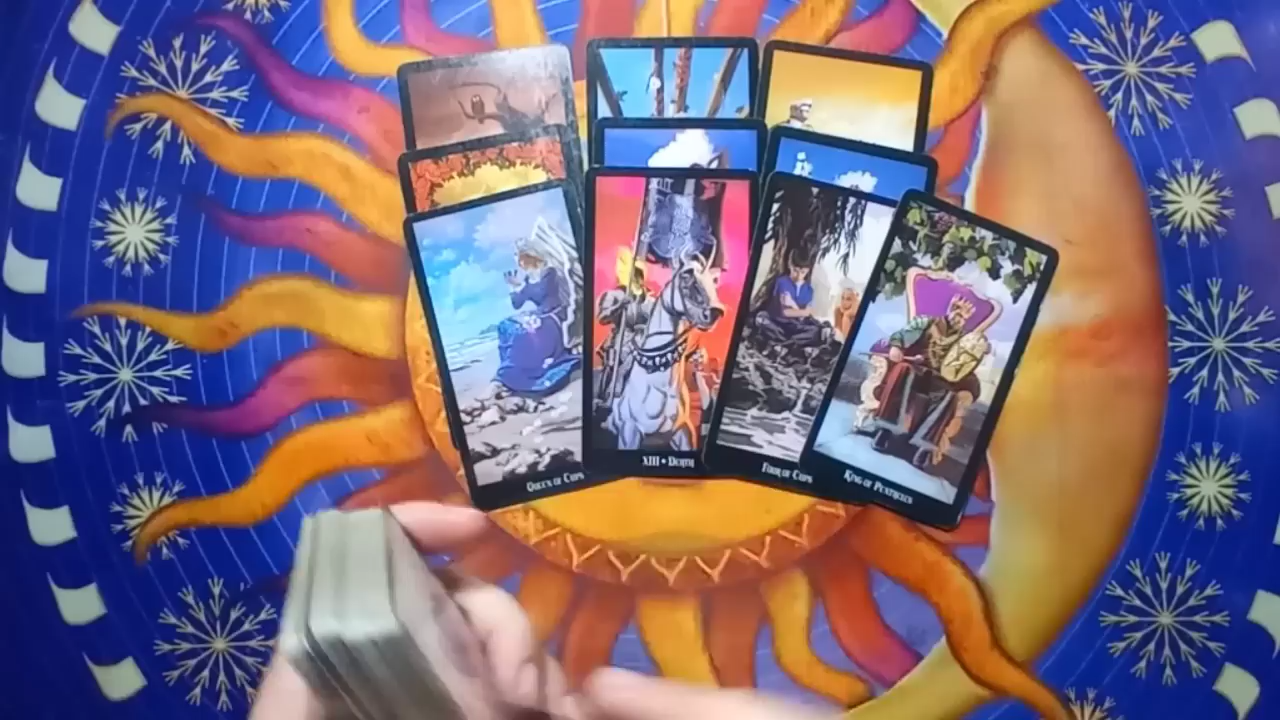 Queen of Cups
XIII • Death
Four of Cups
King of Pentacles